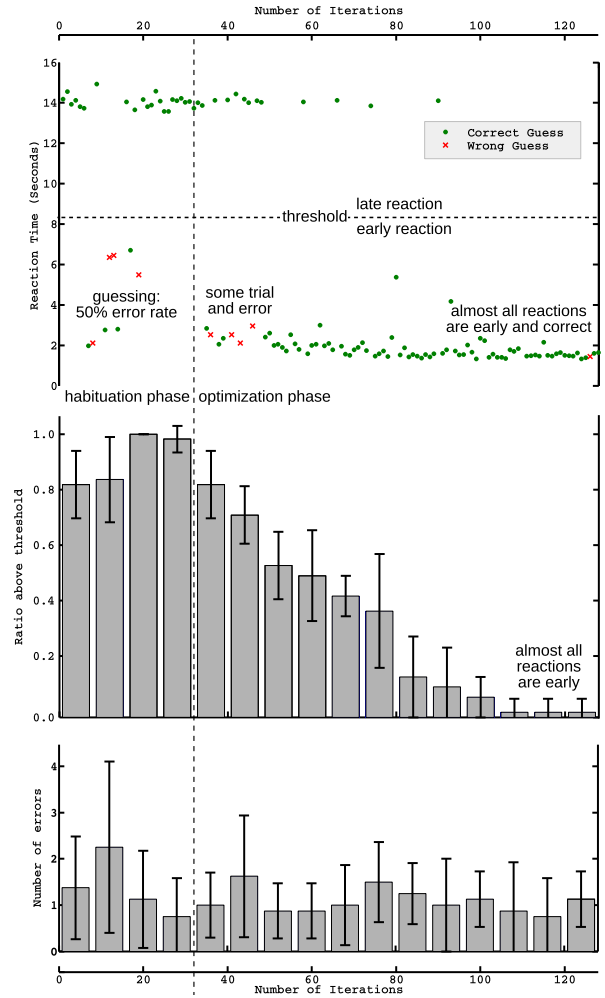 Number of Iterations
0 20 40 60 80 100 120
16
14
12
10
8
6
4
2
0
Reaction Time (Seconds)
Correct Guess
Wrong Guess
late reaction
threshold
early reaction
guessing:
50% error rate
some trial
and error
almost all reactions
are early and correct
habituation phase
optimization phase
1.0
0.8
0.6
0.4
0.2
0.0
Ratio above threshold
almost all
reactions
are early
4
3
2
1
0
Number of errors
0 20 40 60 80 100 120
Number of Iterations